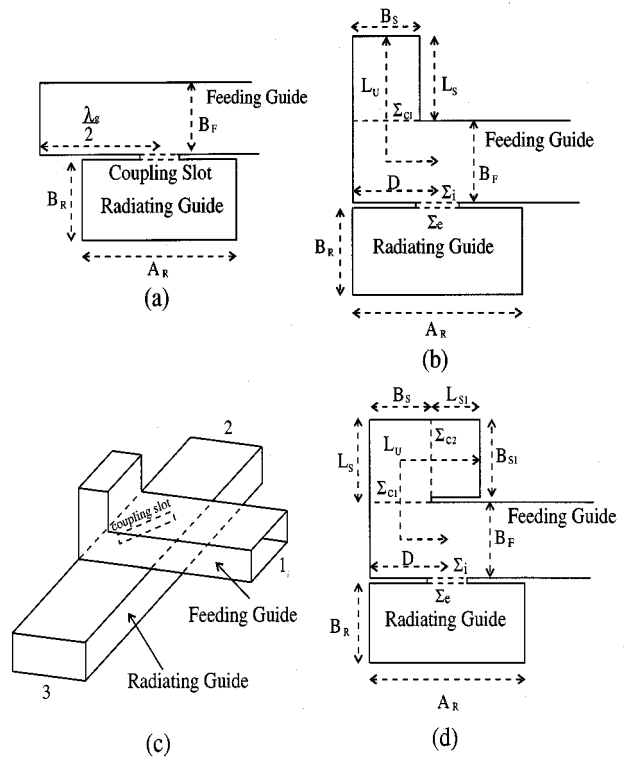 λg
2
Feeding Guide
BF
Coupling Slot
BR
Radiating Guide
AR
(a)
BS
LU
LS
ΣC1
Feeding Guide
BF
D
Σi
Σe
BR
Radiating Guide
AR
(b)
2
coupling slot
1
Feeding Guide
Radiating Guide
3
(c)
BS
LS1
ΣC2
LS
LU
BS1
ΣC1
Feeding Guide
BF
D
Σi
Σe
BR
Radiating Guide
AR
(d)